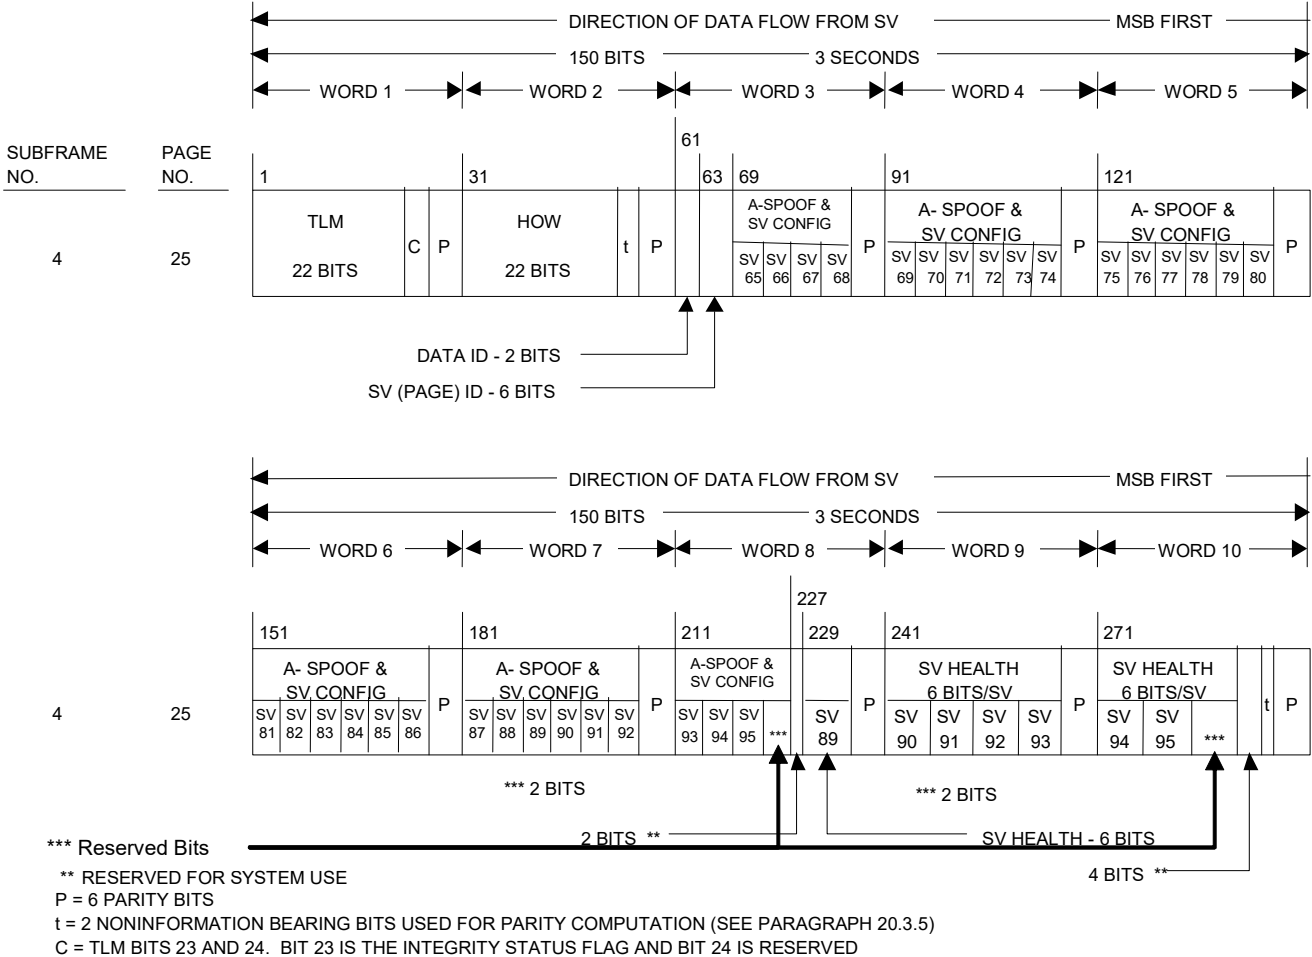 DIRECTION OF DATA FLOW FROM SV MSB FIRST
150 BITS 3 SECONDS
WORD 1 WORD 2 WORD 3 WORD 4 WORD 5
SUBFRAME NO. PAGE NO.
61
1 31 63 69 91 121
4 25
TLM 22 BITS C P
HOW 22 BITS t P
A-SPOOF & SV CONFIG
SV 65 SV 66 SV 67 SV 68 P
A- SPOOF & SV CONFIG
SV 69 SV 70 SV 71 SV 72 SV 73 SV 74 P
A- SPOOF & SV CONFIG
SV 75 SV 76 SV 77 SV 78 SV 79 SV 80 P
DATA ID - 2 BITS
SV (PAGE) ID - 6 BITS
DIRECTION OF DATA FLOW FROM SV MSB FIRST
150 BITS 3 SECONDS
WORD 6 WORD 7 WORD 8 WORD 9 WORD 10
227
151 181 211 229 241 271
4 25
A- SPOOF & SV CONFIG
SV 81 SV 82 SV 83 SV 84 SV 85 SV 86 P
A- SPOOF & SV CONFIG
SV 87 SV 88 SV 89 SV 90 SV 91 SV 92 P
A-SPOOF & SV CONFIG
SV 93 SV 94 SV 95 ***
SV 89 P
SV HEALTH 6 BITS/SV
SV 90 SV 91 SV 92 SV 93 P
SV HEALTH 6 BITS/SV
SV 94 SV 95 *** t P
*** 2 BITS *** 2 BITS
2 BITS ** SV HEALTH - 6 BITS
*** Reserved Bits
4 BITS **
** RESERVED FOR SYSTEM USE
P = 6 PARITY BITS
t = 2 NONINFORMATION BEARING BITS USED FOR PARITY COMPUTATION (SEE PARAGRAPH 20.3.5)
C = TLM BITS 23 AND 24. BIT 23 IS THE INTEGRITY STATUS FLAG AND BIT 24 IS RESERVED